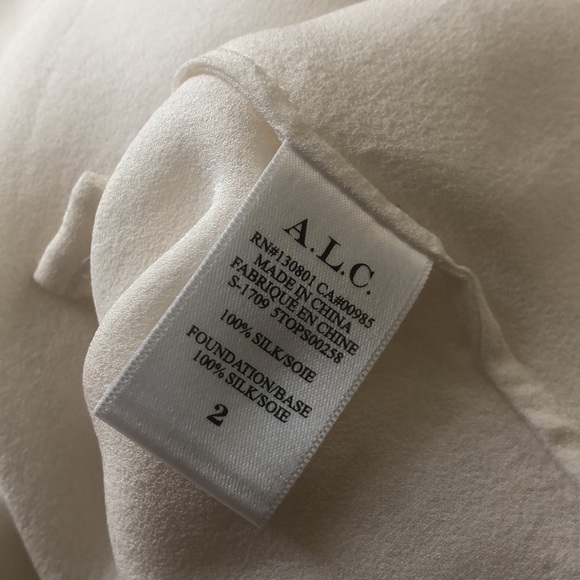 A.L.C.
RN#130801 CA#00985
MADE IN CHINA
FABRIQUE EN CHINE
S-1709 5TOPS00258
100% SILK/SOIE
FOUNDATION/BASE
100% SILK/SOIE
2